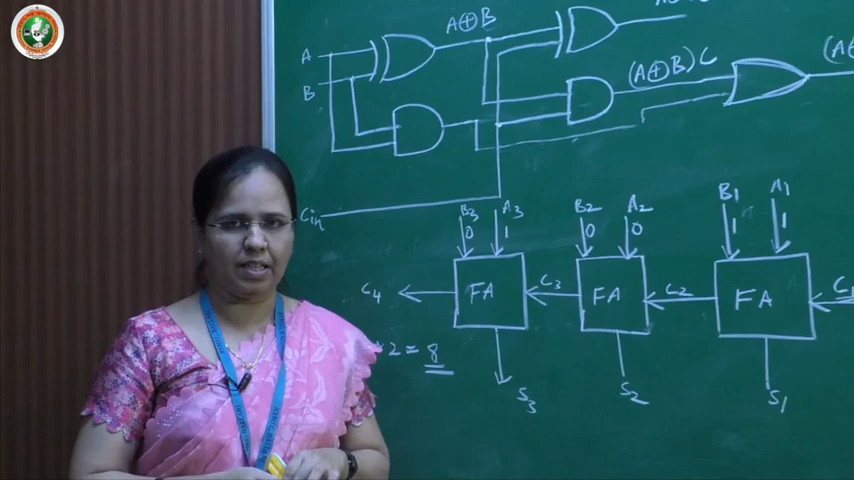 A⊕B
A
B
(A⊕B)C
Cin
B3 A3 B2 A2 B1 A1
0 1 0 0 1 1
C4 FA C3 FA C2 FA C1
*2 = 8
S3 S2 S1